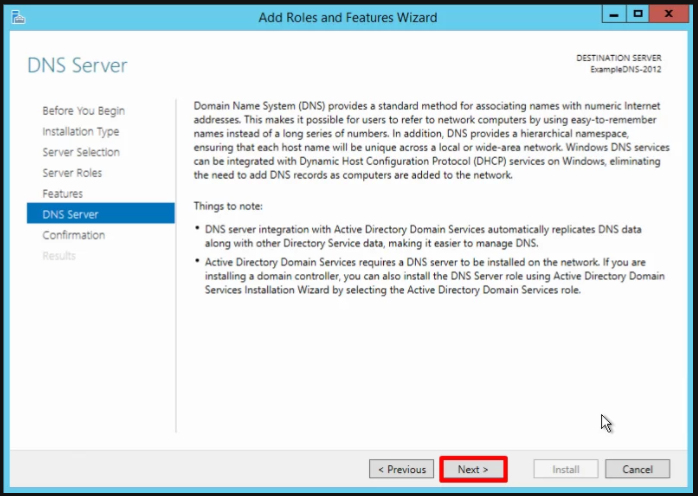 Add Roles and Features Wizard
DNS Server
DESTINATION SERVER
ExampleDNS-2012
Before You Begin
Installation Type
Server Selection
Server Roles
Features
DNS Server
Confirmation
Results
Domain Name System (DNS) provides a standard method for associating names with numeric Internet
addresses. This makes it possible for users to refer to network computers by using easy-to-remember
names instead of a long series of numbers. In addition, DNS provides a hierarchical namespace,
ensuring that each host name will be unique across a local or wide-area network. Windows DNS services
can be integrated with Dynamic Host Configuration Protocol (DHCP) services on Windows, eliminating
the need to add DNS records as computers are added to the network.
Things to note:
• DNS server integration with Active Directory Domain Services automatically replicates DNS data
along with other Directory Service data, making it easier to manage DNS.
• Active Directory Domain Services requires a DNS server to be installed on the network. If you are
installing a domain controller, you can also install the DNS Server role using Active Directory Domain
Services Installation Wizard by selecting the Active Directory Domain Services role.
< Previous
Next >
Install
Cancel